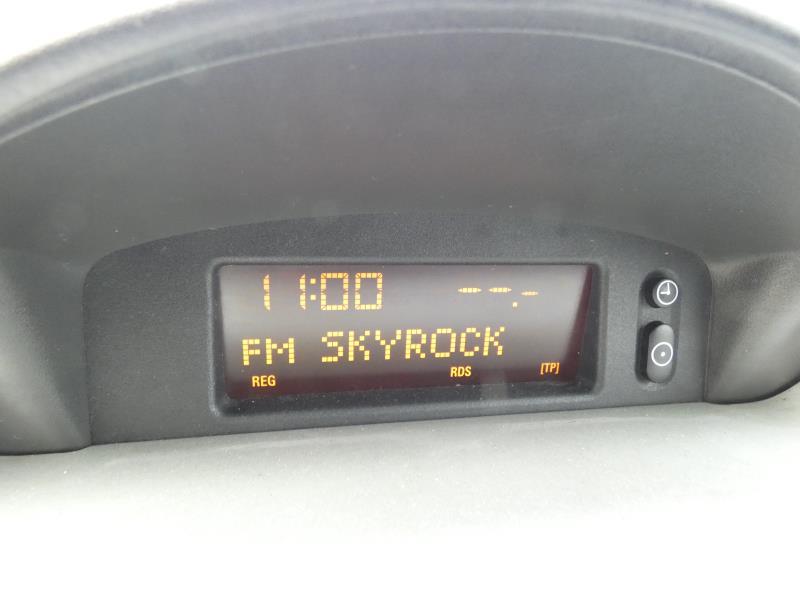 11:00 --.-
FM SKYROCK
REG RDS [TP]